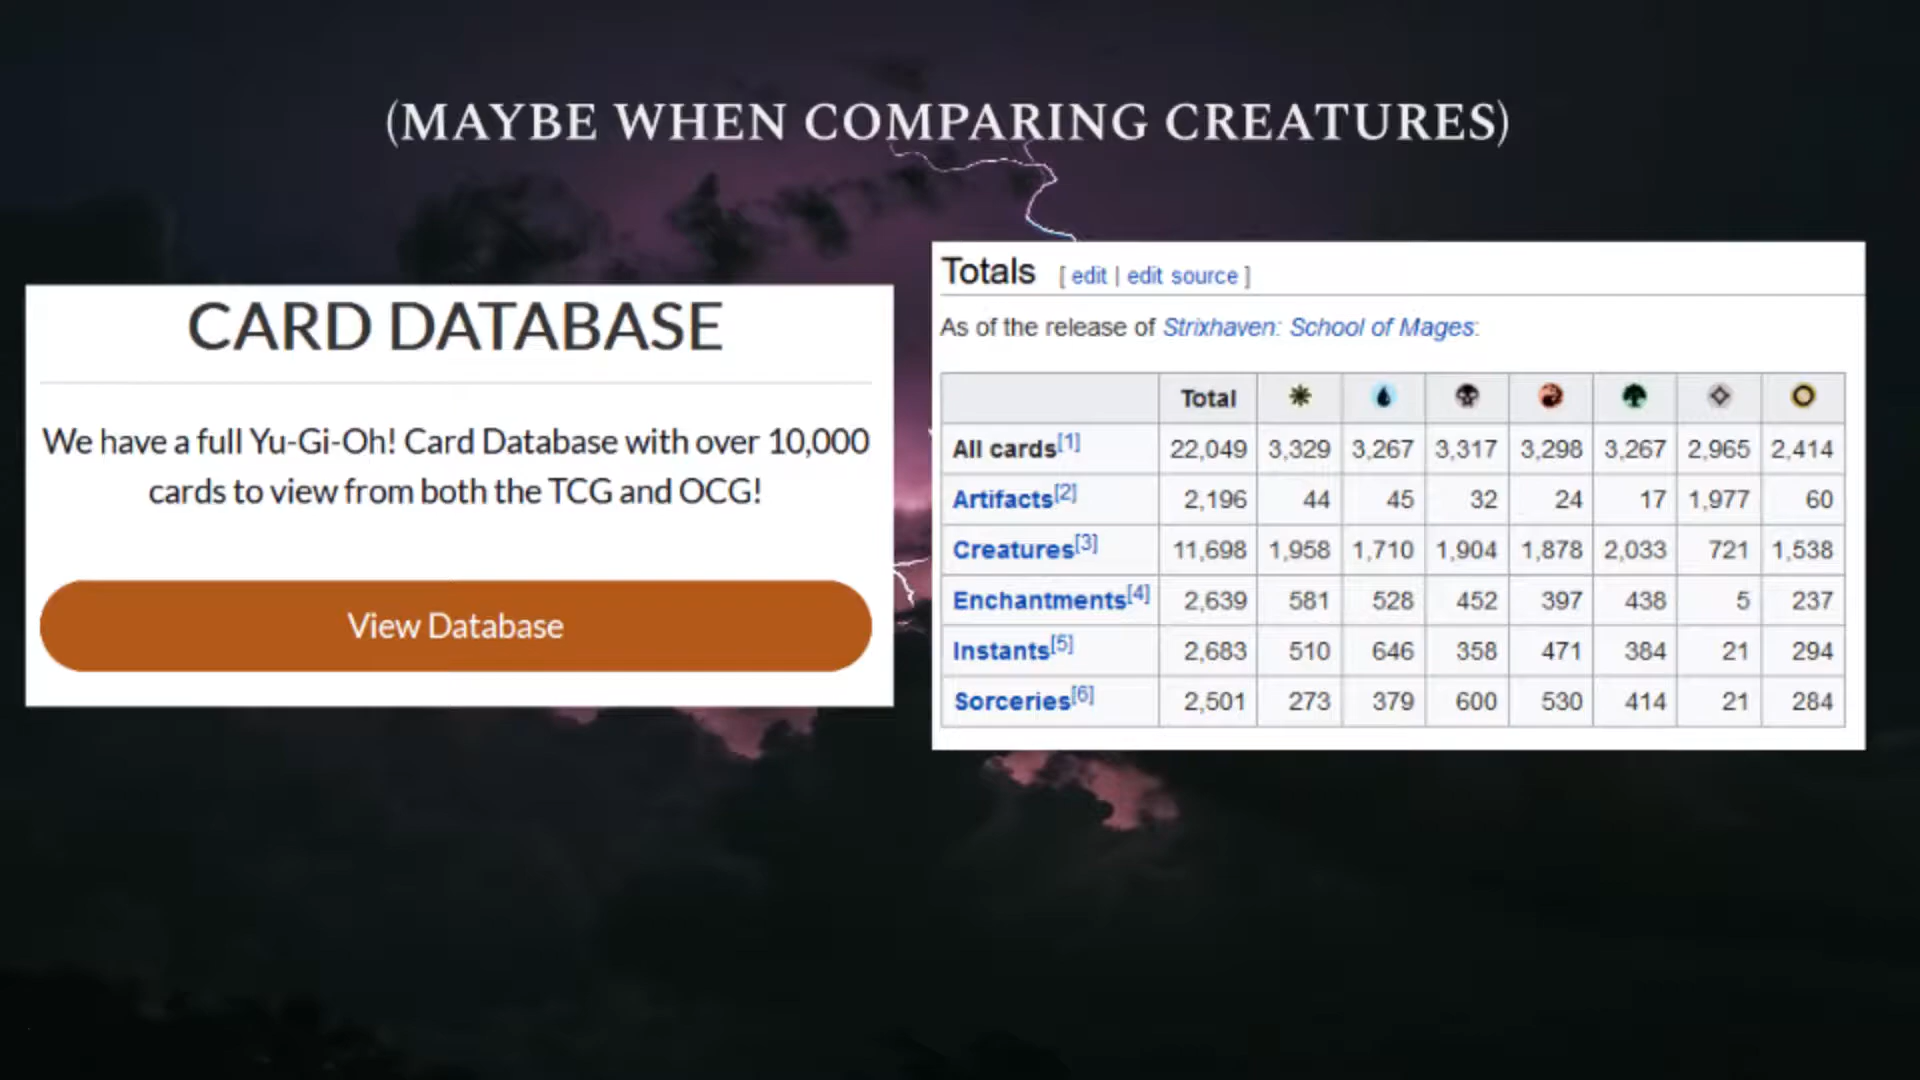 (MAYBE WHEN COMPARING CREATURES)
CARD DATABASE
We have a full Yu-Gi-Oh! Card Database with over 10,000
cards to view from both the TCG and OCG!
View Database
Totals [ edit | edit source ]
As of the release of Strixhaven: School of Mages:
Total
All cards[1] 22,049 3,329 3,267 3,317 3,298 3,267 2,965 2,414
Artifacts[2] 2,196 44 45 32 24 17 1,977 60
Creatures[3] 11,698 1,958 1,710 1,904 1,878 2,033 721 1,538
Enchantments[4] 2,639 581 528 452 397 438 5 237
Instants[5] 2,683 510 646 358 471 384 21 294
Sorceries[6] 2,501 273 379 600 530 414 21 284